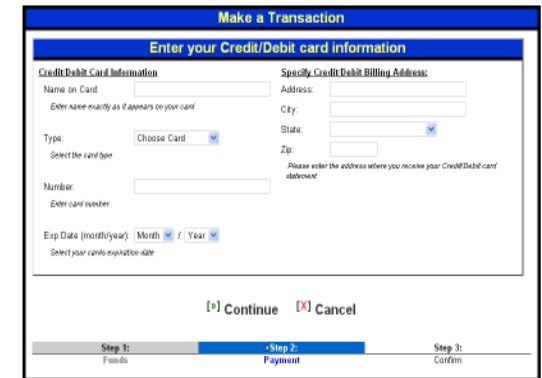 Make a Transaction
Enter your Credit/Debit card information
Credit/Debit Card Information
Name on Card:
Enter name exactly as it appears on your card
Type: Choose Card
Select the card type
Number:
Enter card number
Exp Date (month/year): Month / Year
Select your cards expiration date
Specify Credit/Debit Billing Address:
Address:
City:
State:
Zip:
Please enter the address where you receive your Credit/Debit card
statement
[»] Continue [X] Cancel
Step 1: •Step 2: Step 3:
Funds Payment Confirm